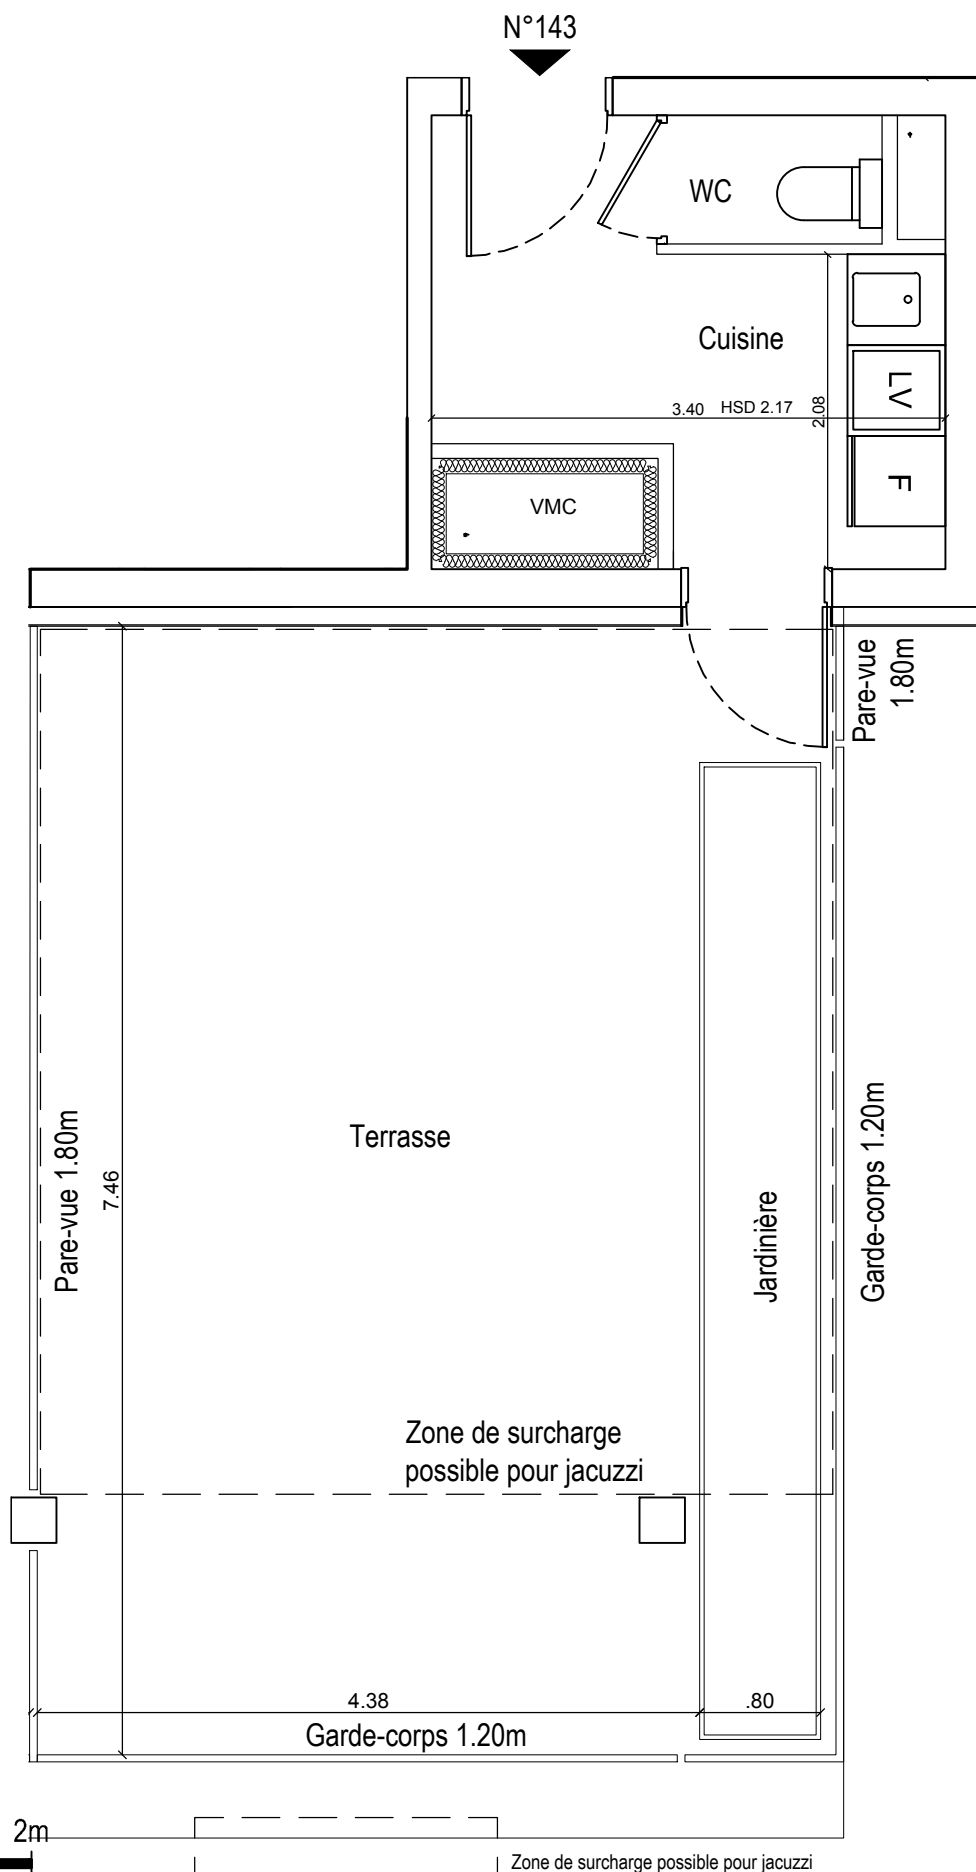 N°143
WC
Cuisine
LV
3.40 HSD 2.17
2.08
F
VMC
Pare-vue
1.80m
Pare-vue 1.80m
7.46
Terrasse
Jardinière
Garde-corps 1.20m
Zone de surcharge
possible pour jacuzzi
4.38
.80
Garde-corps 1.20m
2m
Zone de surcharge possible pour jacuzzi